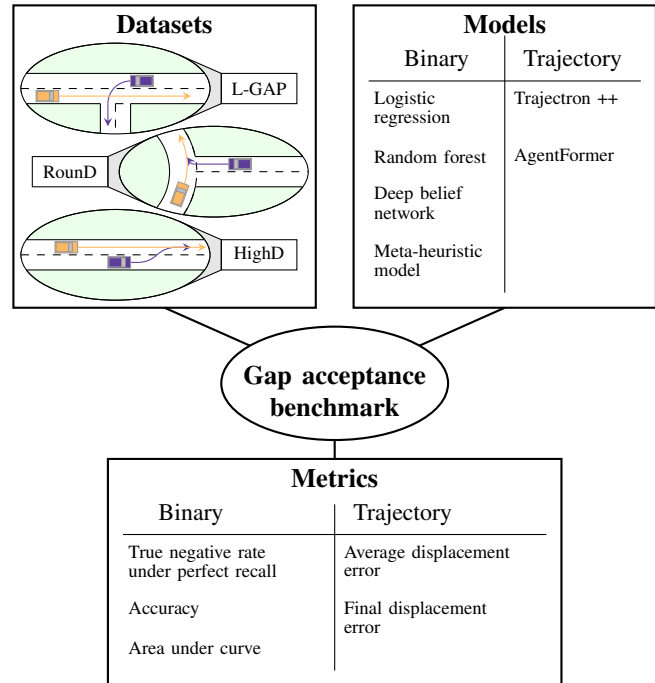 Datasets
L-GAP
RounD
HighD
Models
Binary
Trajectory
Logistic
regression
Trajectron ++
Random forest
AgentFormer
Deep belief
network
Meta-heuristic
model
Gap acceptance
benchmark
Metrics
Binary
Trajectory
True negative rate
under perfect recall
Average displacement
error
Accuracy
Final displacement
error
Area under curve